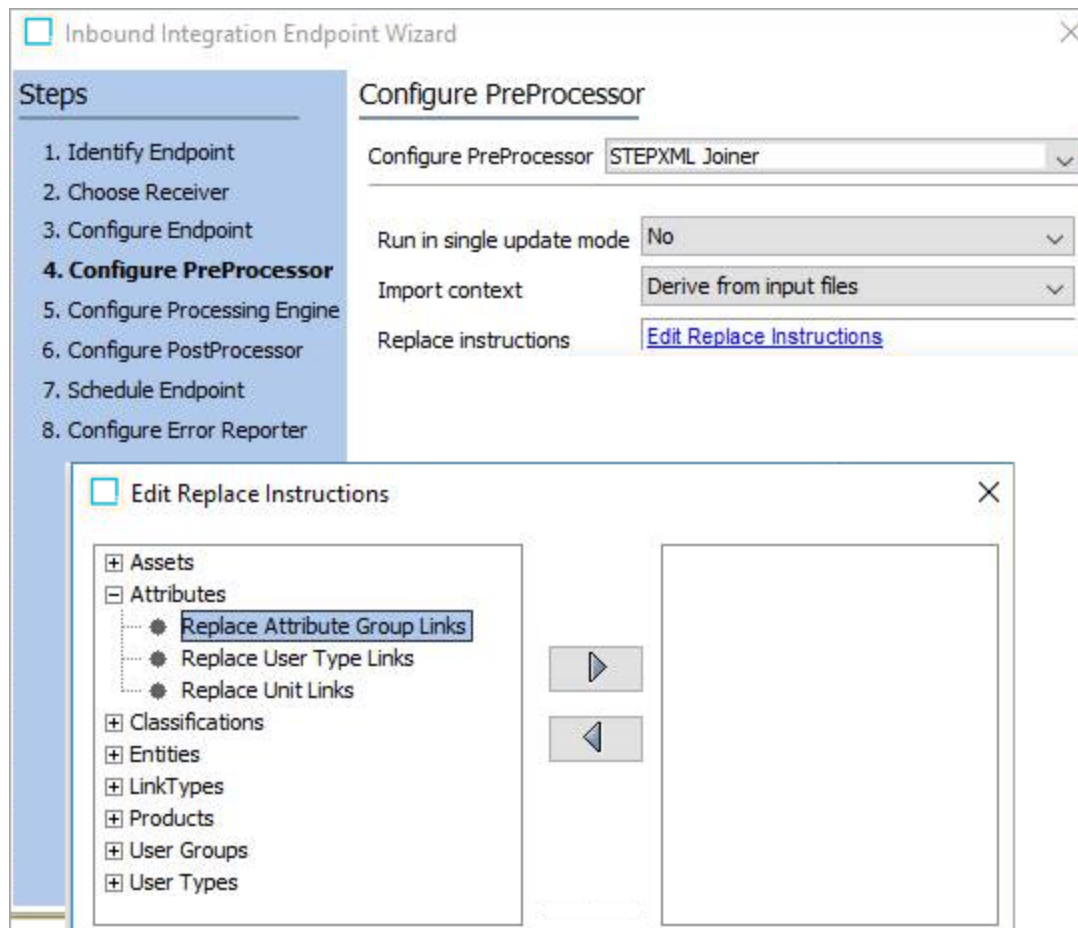 Inbound Integration Endpoint Wizard
Steps
1. Identify Endpoint
2. Choose Receiver
3. Configure Endpoint
4. Configure PreProcessor
5. Configure Processing Engine
6. Configure PostProcessor
7. Schedule Endpoint
8. Configure Error Reporter
Configure PreProcessor
Configure PreProcessor STEPXML Joiner
Run in single update mode No
Import context Derive from input files
Replace instructions Edit Replace Instructions
Edit Replace Instructions
Assets
Attributes
Replace Attribute Group Links
Replace User Type Links
Replace Unit Links
Classifications
Entities
LinkTypes
Products
User Groups
User Types